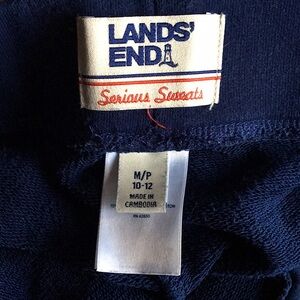 LANDS'
END
Serious Sweats
M/P
10-12
MADE IN
CAMBODIA